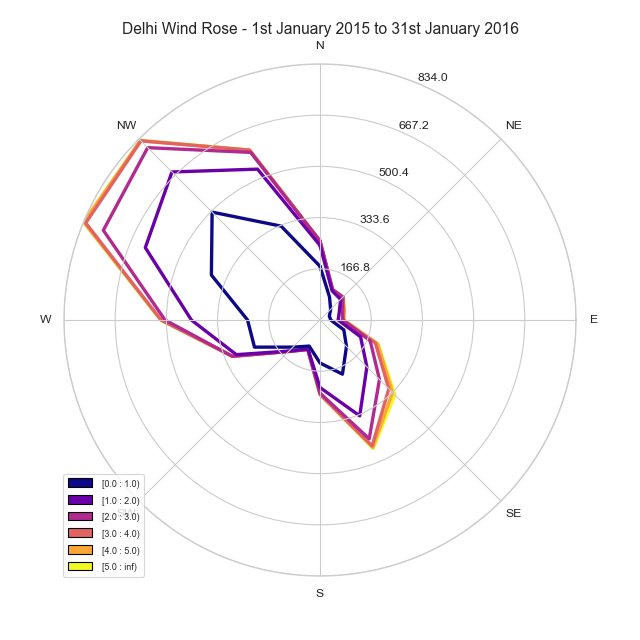 Delhi Wind Rose - 1st January 2015 to 31st January 2016
N
834.0
NW
667.2
NE
500.4
333.6
166.8
W
E
[0.0 : 1.0)
[1.0 : 2.0)
[2.0 : 3.0)
[3.0 : 4.0)
[4.0 : 5.0)
[5.0 : inf)
SW
SE
S